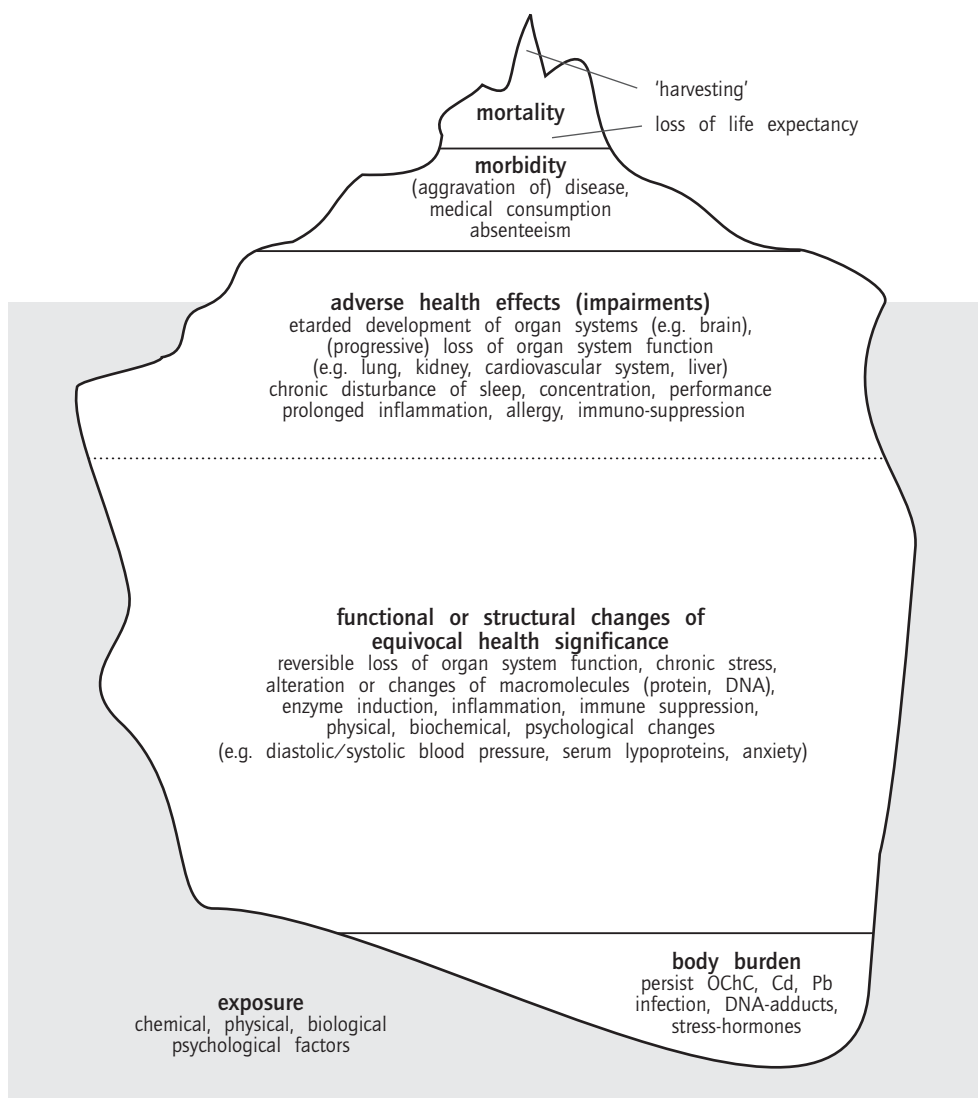 'harvesting'
mortality
loss of life expectancy
morbidity
(aggravation of) disease,
medical consumption
absenteeism
adverse health effects (impairments)
etarded development of organ systems (e.g. brain),
(progressive) loss of organ system function
(e.g. lung, kidney, cardiovascular system, liver)
chronic disturbance of sleep, concentration, performance
prolonged inflammation, allergy, immuno-suppression
functional or structural changes of
equivocal health significance
reversible loss of organ system function, chronic stress,
alteration or changes of macromolecules (protein, DNA),
enzyme induction, inflammation, immune suppression,
physical, biochemical, psychological changes
(e.g. diastolic/systolic blood pressure, serum lypoproteins, anxiety)
body burden
persist OChC, Cd, Pb
infection, DNA-adducts,
stress-hormones
exposure
chemical, physical, biological
psychological factors